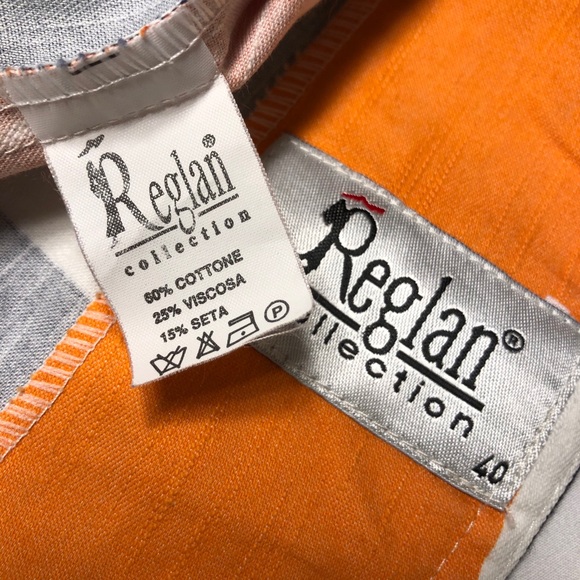 Reglan
collection
60% COTTONE
25% VISCOSA
15% SETA
P
Reglan®
collection
40